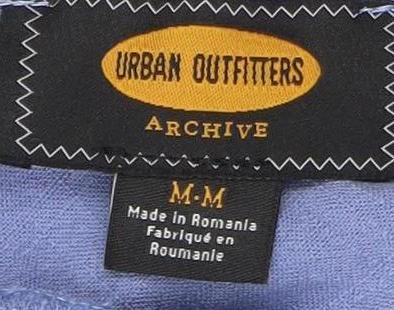 URBAN OUTFITTERS
ARCHIVE
M·M
Made in Romania
Fabriqué en
Roumanie